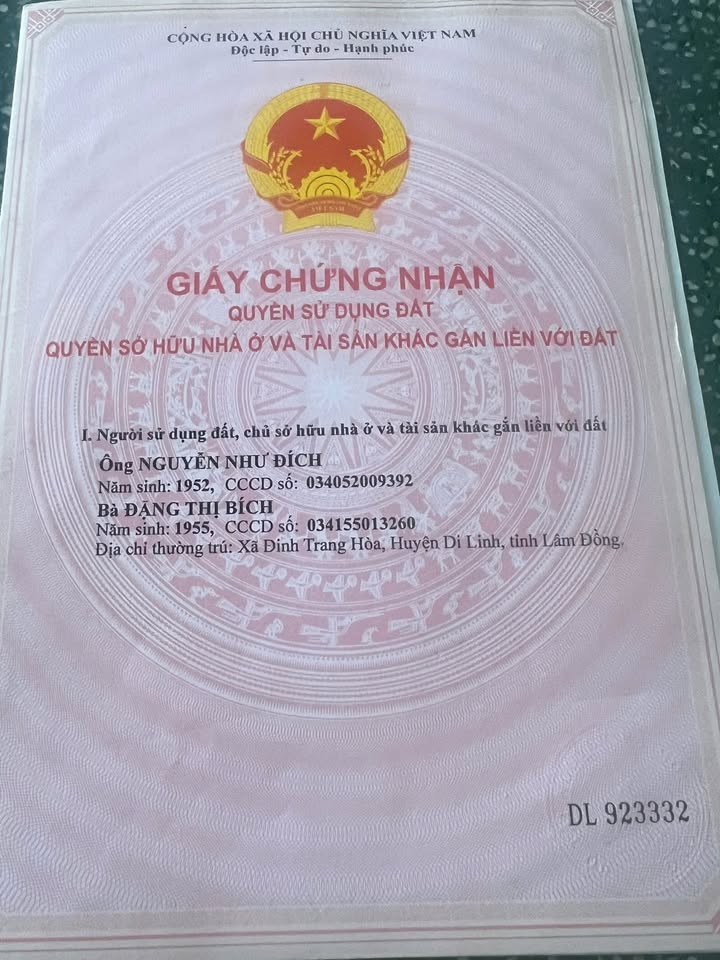 CỘNG HÒA XÃ HỘI CHỦ NGHĨA VIỆT NAM
Độc lập - Tự do - Hạnh phúc
VIỆT NAM
GIẤY CHỨNG NHẬN
QUYỀN SỬ DỤNG ĐẤT
QUYỀN SỞ HỮU NHÀ Ở VÀ TÀI SẢN KHÁC GẮN LIỀN VỚI ĐẤT
I. Người sử dụng đất, chủ sở hữu nhà ở và tài sản khác gắn liền với đất
Ông NGUYỄN NHƯ ĐÍCH
Năm sinh: 1952, CCCD số: 034052009392
Bà ĐẶNG THỊ BÍCH
Năm sinh: 1955, CCCD số: 034155013260
Địa chỉ thường trú: Xã Đinh Trang Hòa, Huyện Di Linh, tỉnh Lâm Đồng.
DL 923332